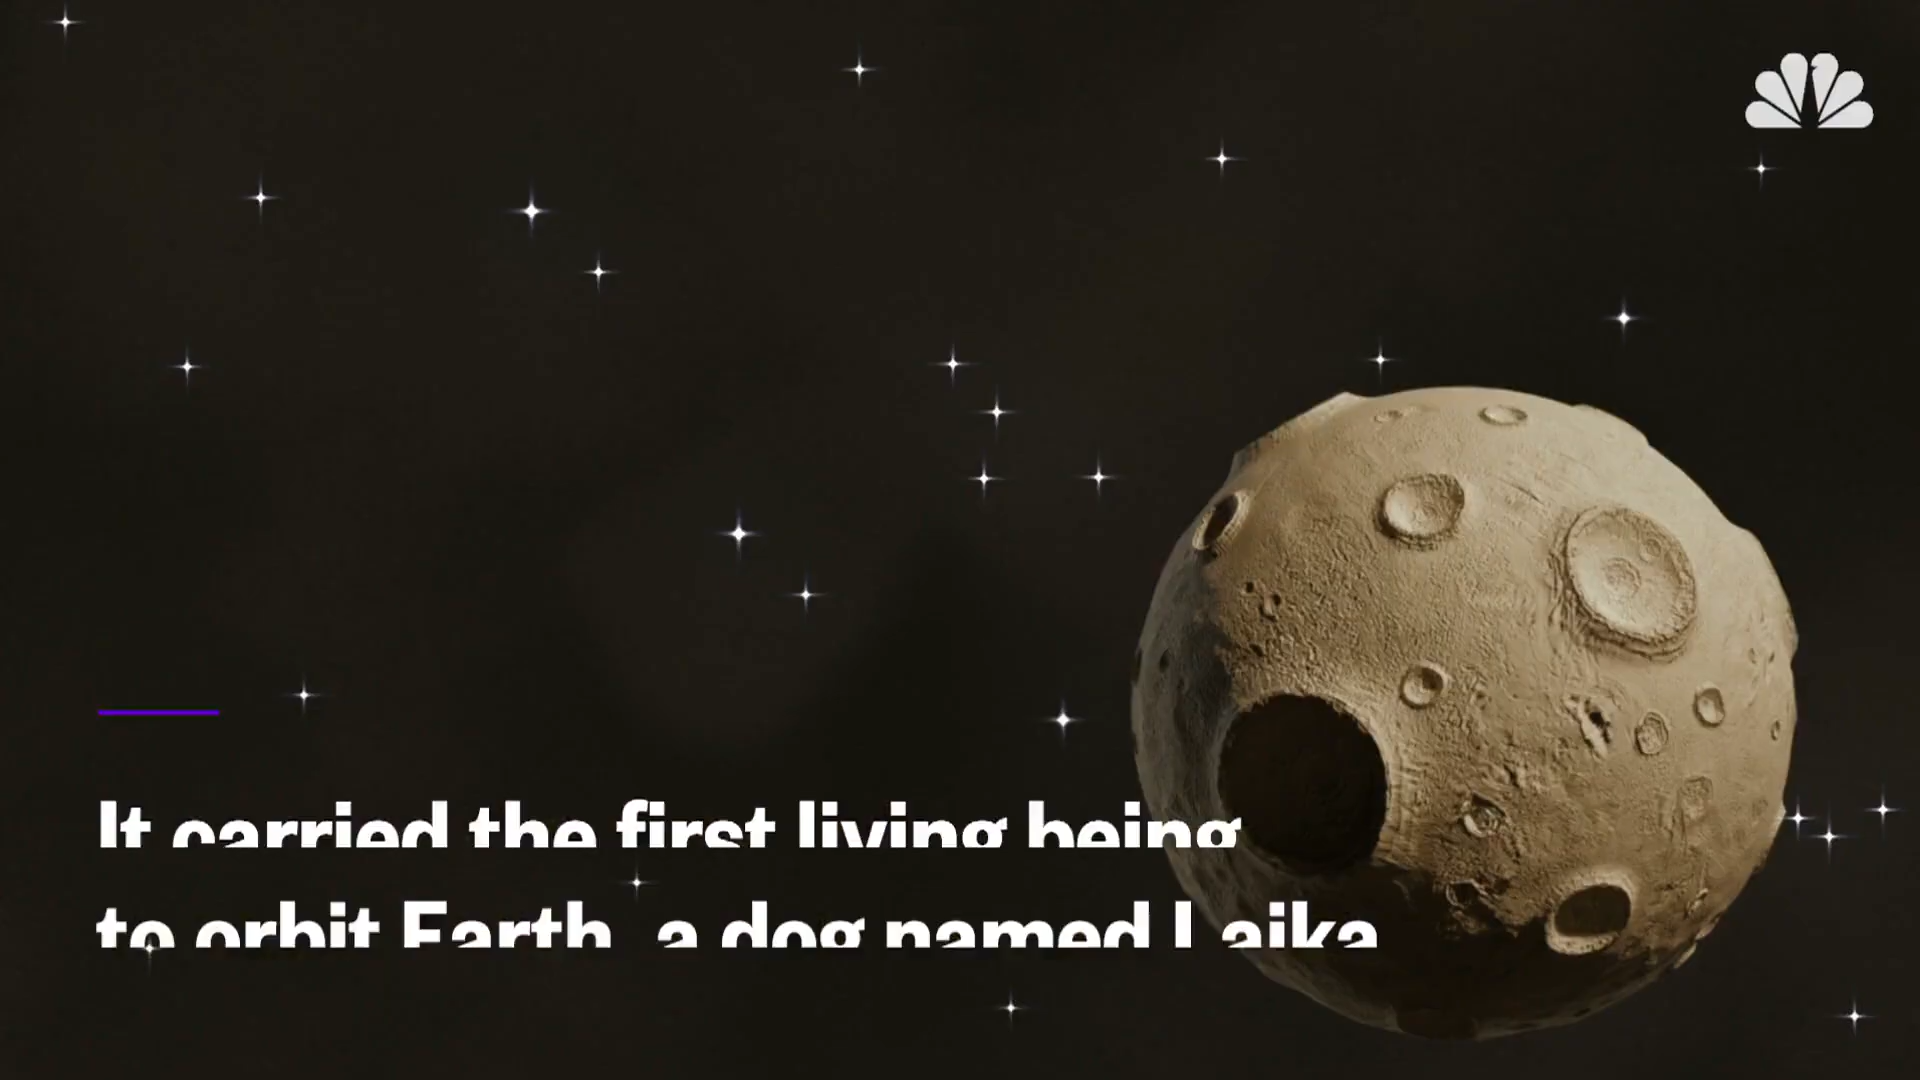 It carried the first living being
to orbit Earth, a dog named Laika